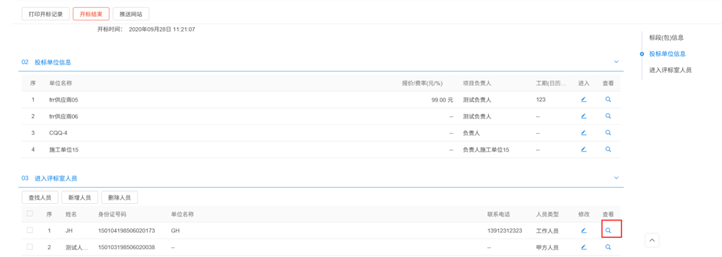 打印开标记录 开标结束 推送网站
开标时间： 2020年09月28日 11:21:07
标段(包)信息
投标单位信息
进入评标室人员
02 投标单位信息
序 单位名称 报价/费率(元/%) 项目负责人 工期(日历... 进入 查看
1 frr供应商05 99.00 元 测试负责人 123
2 frr供应商06 -- 测试负责人 --
3 CQQ-4 -- 负责人 --
4 施工单位15 -- 负责人施工单位15 --
03 进入评标室人员
查找人员 新增人员 删除人员
序 姓名 身份证号码 单位名称 联系电话 人员类型 修改 查看
1 JH 150104198506020173 GH 13912312323 工作人员
2 测试人... 150103198506020038 -- 甲方人员